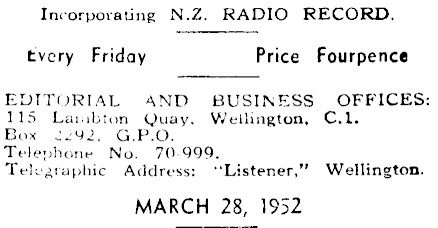 Incorporating N.Z. RADIO RECORD.
Every Friday Price Fourpence
EDITORIAL AND BUSINESS OFFICES:
115 Lambton Quay, Wellington, C.1.
Box 2292, G.P.O.
Telephone No. 70-999.
Telegraphic Address: "Listener," Wellington.
MARCH 28, 1952